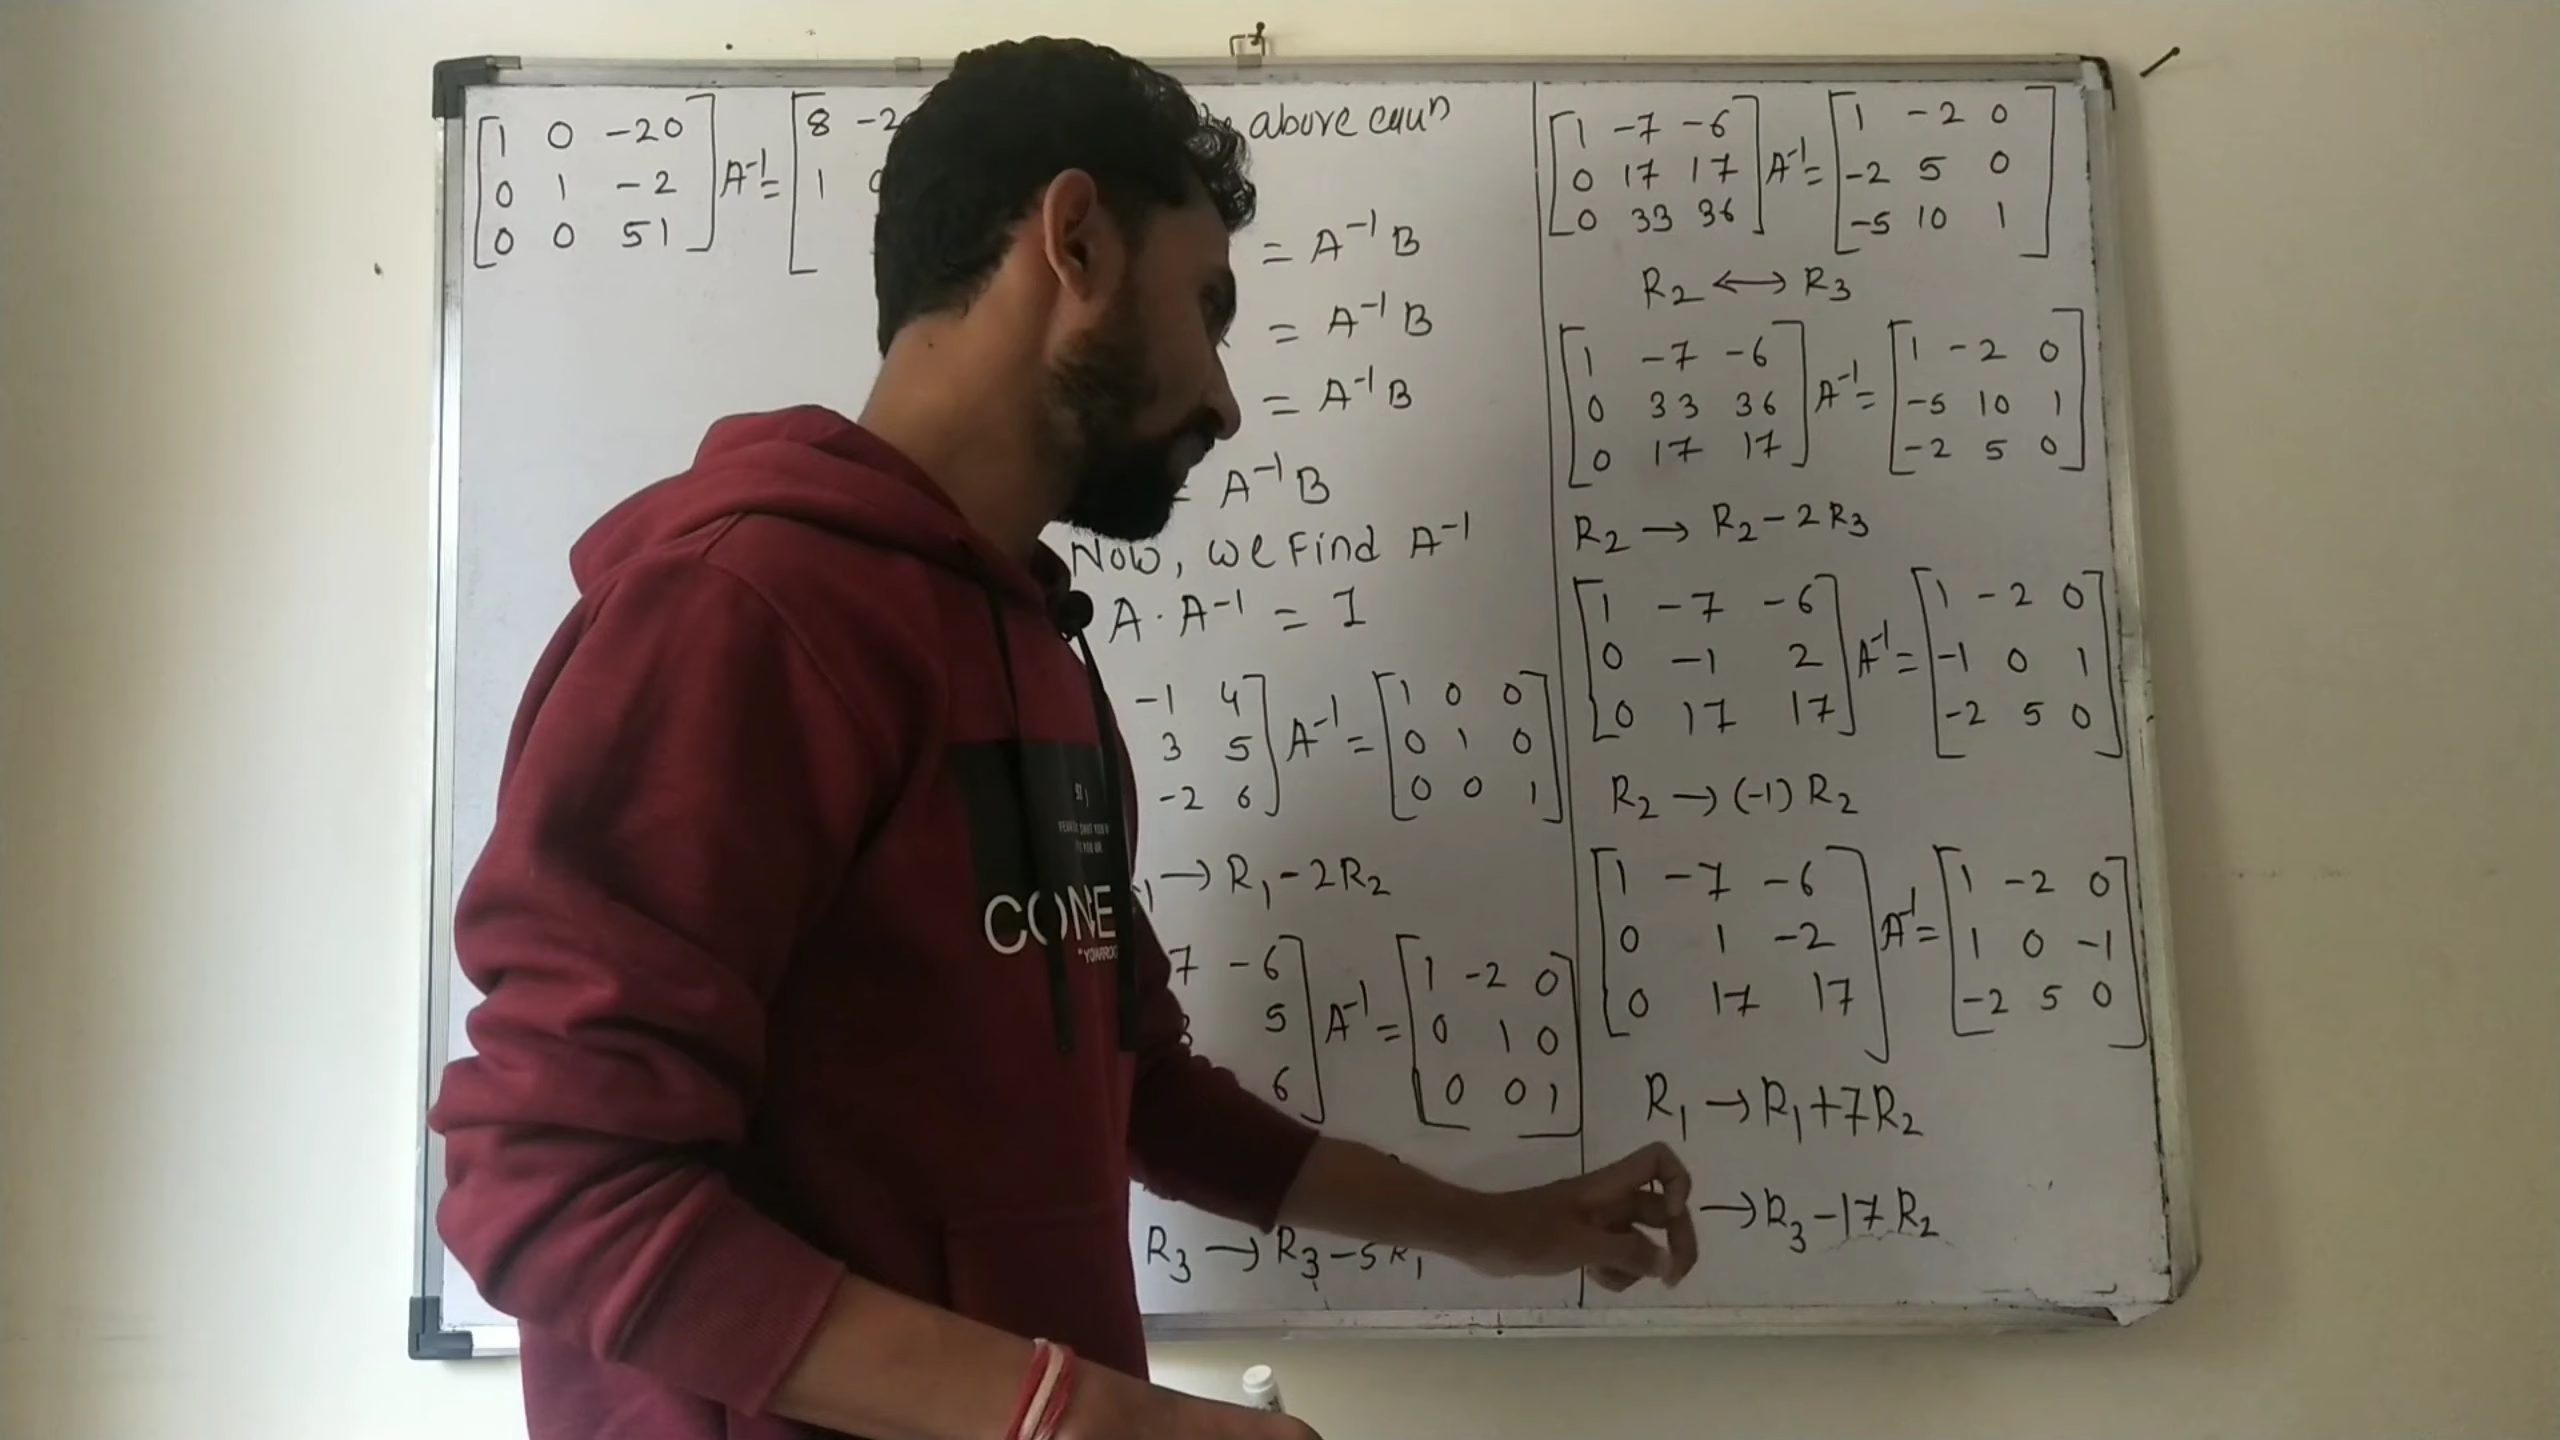 1 0 -20
0 1 -2 A-1 =
0 0 51
8 -2
1
above equn
= A-1 B
= A-1 B
= A-1 B
= A-1 B
Now, we Find A-1
A · A-1 = I
-1 4 1 0 0
3 5 A-1 = 0 1 0
-2 6 0 0 1
→ R1 - 2R2
7 -6 1 -2 0
5 A-1 = 0 1 0
6 0 0 1
R3 → R3 - 5R1
1 -7 -6 1 -2 0
0 17 17 A-1 = -2 5 0
0 33 36 -5 10 1
R2 ↔ R3
1 -7 -6 1 -2 0
0 33 36 A-1 = -5 10 1
0 17 17 -2 5 0
R2 → R2 - 2R3
1 -7 -6 1 -2 0
0 -1 2 A-1 = -1 0 1
0 17 17 -2 5 0
R2 → (-1) R2
1 -7 -6 1 -2 0
0 1 -2 A-1 = 1 0 -1
0 17 17 -2 5 0
R1 → R1 + 7R2
→ R3 - 17R2